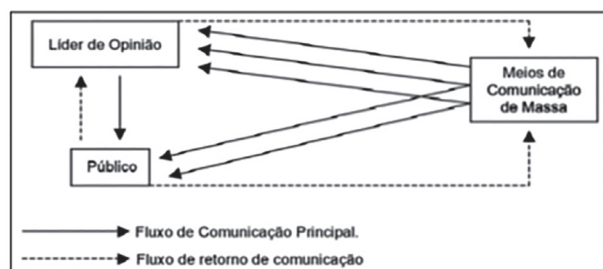 Líder de Opinião
Meios de
Comunicação
de Massa
Público
Fluxo de Comunicação Principal.
Fluxo de retorno de comunicação